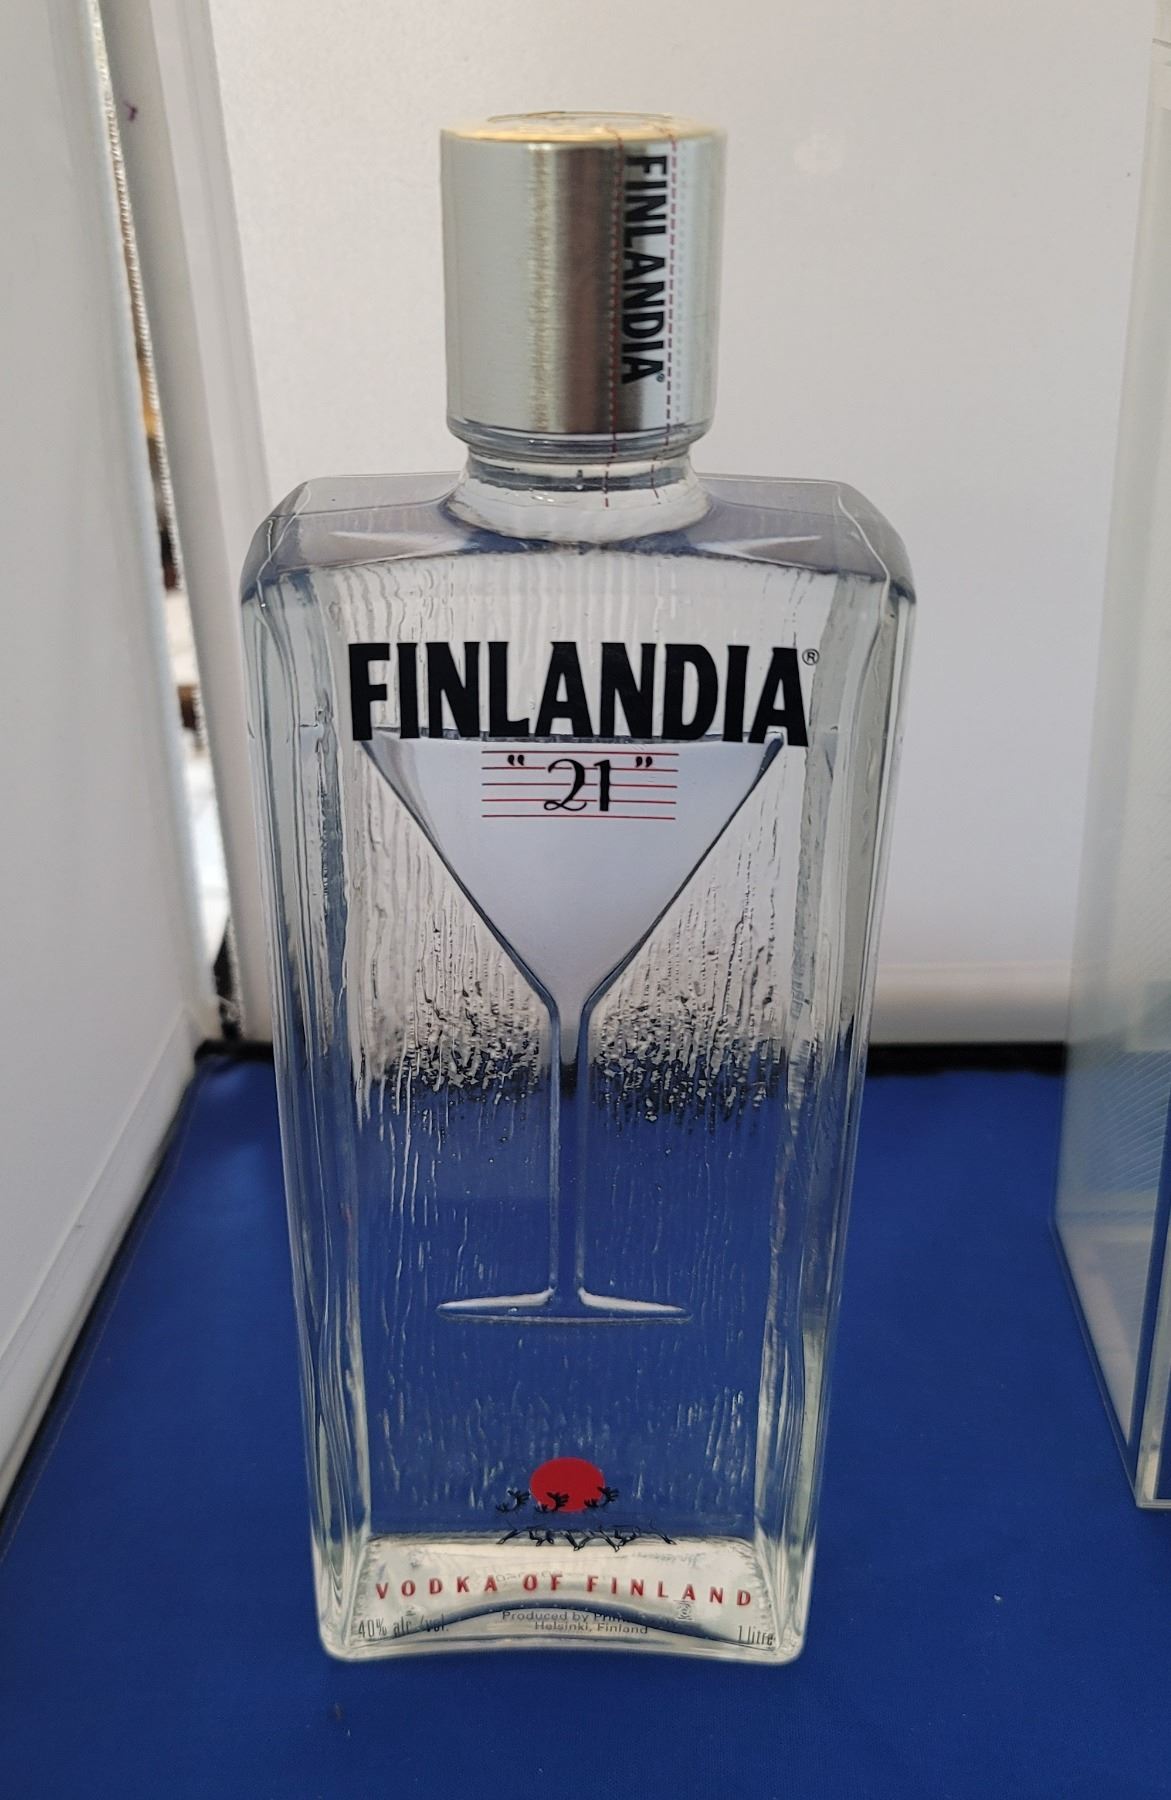 FINLANDIA®
FINLANDIA®
"21"
VODKA OF FINLAND
40% alc./vol.
Produced by
Helsinki, Finland
1 litre